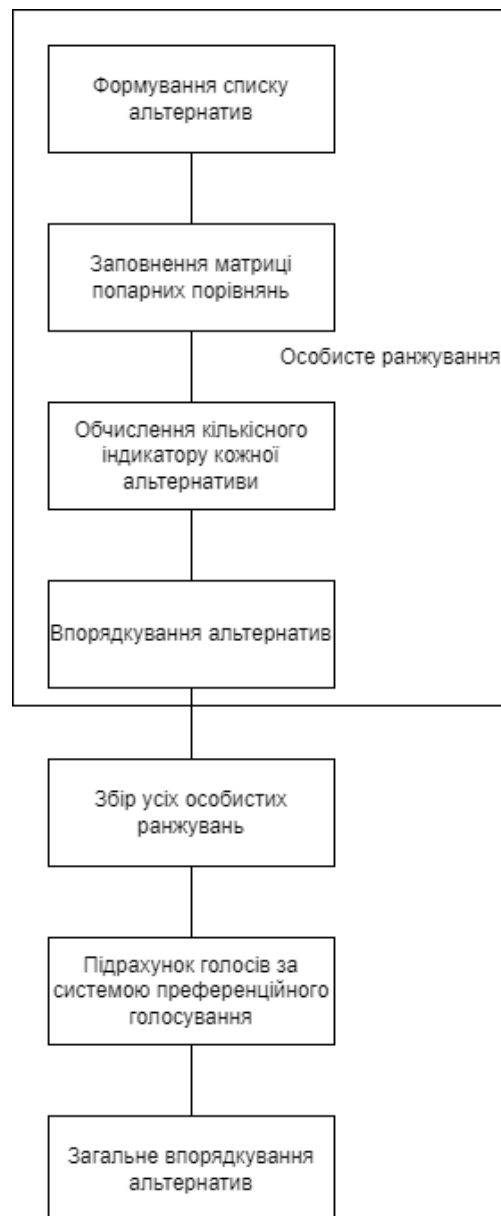 Формування списку
альтернатив
Заповнення матриці
попарних порівнянь
Особисте ранжування
Обчислення кількісного
індикатору кожної
альтернативи
Впорядкування альтернатив
Збір усіх особистих
ранжувань
Підрахунок голосів за
системою преференційного
голосування
Загальне впорядкування
альтернатив